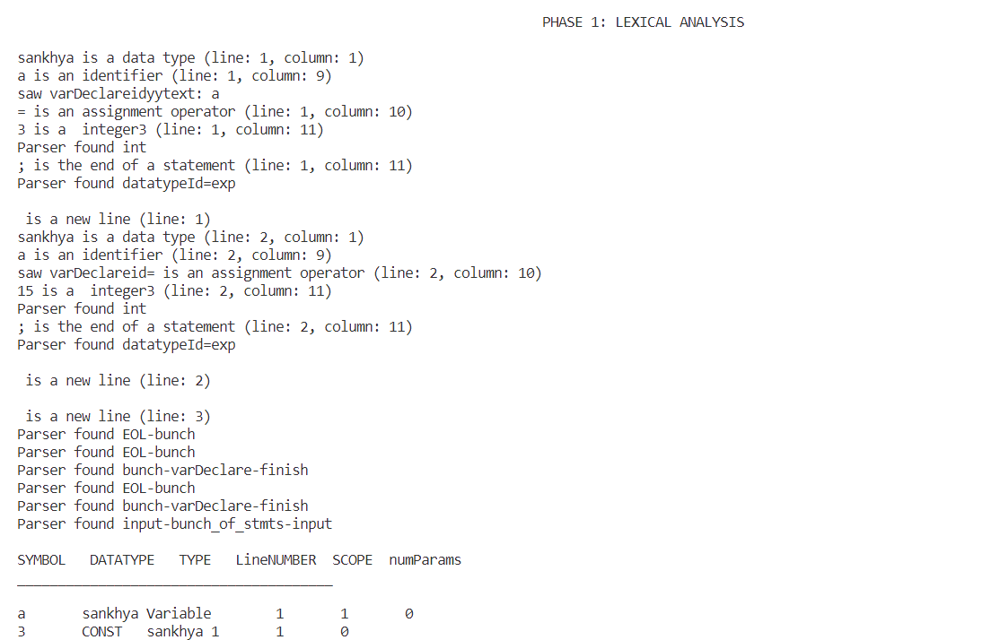 PHASE 1: LEXICAL ANALYSIS
sankhya is a data type (line: 1, column: 1)
a is an identifier (line: 1, column: 9)
saw varDeclareidyytext: a
= is an assignment operator (line: 1, column: 10)
3 is a  integer3 (line: 1, column: 11)
Parser found int
; is the end of a statement (line: 1, column: 11)
Parser found datatypeId=exp
is a new line (line: 1)
sankhya is a data type (line: 2, column: 1)
a is an identifier (line: 2, column: 9)
saw varDeclareid= is an assignment operator (line: 2, column: 10)
15 is a  integer3 (line: 2, column: 11)
Parser found int
; is the end of a statement (line: 2, column: 11)
Parser found datatypeId=exp
is a new line (line: 2)
is a new line (line: 3)
Parser found EOL-bunch
Parser found EOL-bunch
Parser found bunch-varDeclare-finish
Parser found EOL-bunch
Parser found bunch-varDeclare-finish
Parser found input-bunch_of_stmts-input
SYMBOL   DATATYPE   TYPE   LineNUMBER  SCOPE  numParams
_______________________________________
a       sankhya Variable        1       1       0
3       CONST   sankhya 1       1       0